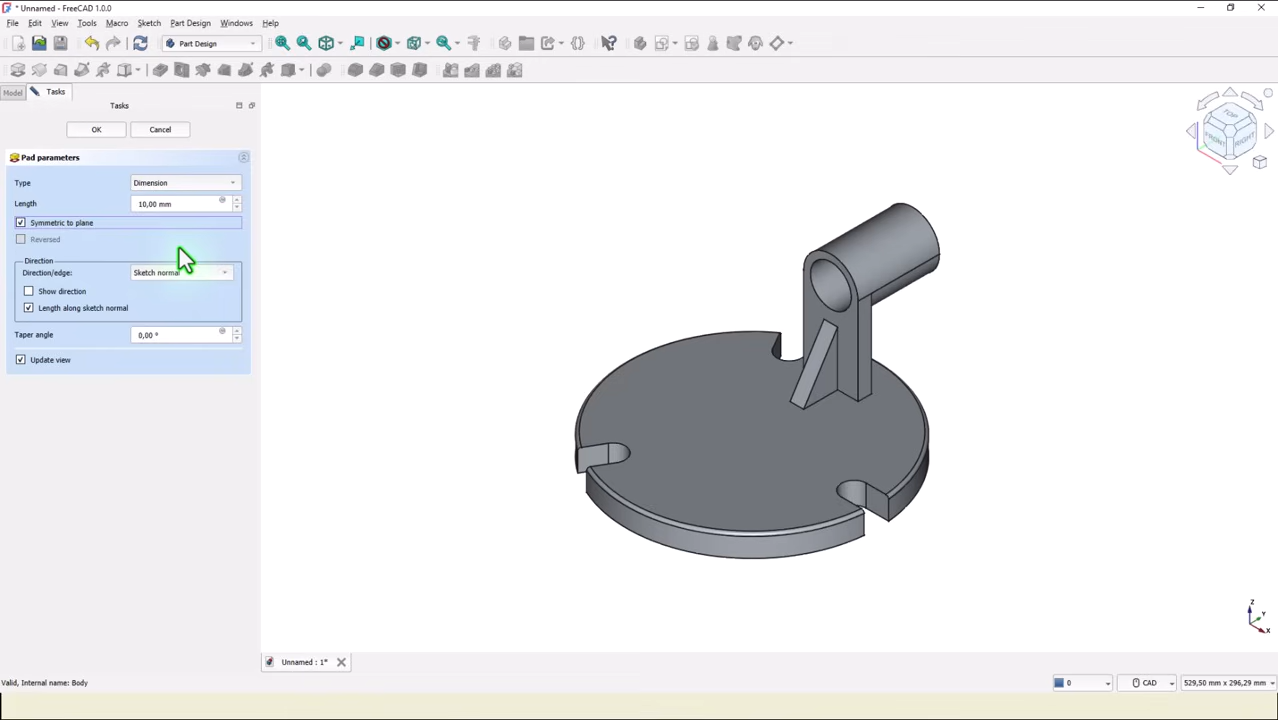 * Unnamed - FreeCAD 1.0.0
File Edit View Tools Macro Sketch Part Design Windows Help
Part Design
Model Tasks
Tasks
OK Cancel
Pad parameters
Type Dimension
Length 10,00 mm
Symmetric to plane
Reversed
Direction
Direction/edge: Sketch normal
Show direction
Length along sketch normal
Taper angle 0,00 °
Update view
TOP
FRONT RIGHT
Z
Y
X
Unnamed : 1*
Valid, Internal name: Body
0 CAD 529,50 mm x 296,29 mm